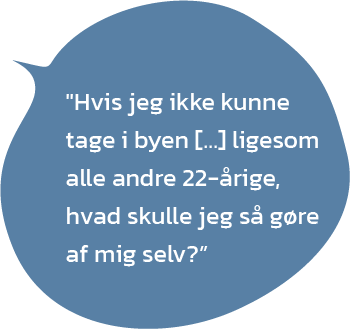 "Hvis jeg ikke kunne
tage i byen [...] ligesom
alle andre 22-årige,
hvad skulle jeg så gøre
af mig selv?”